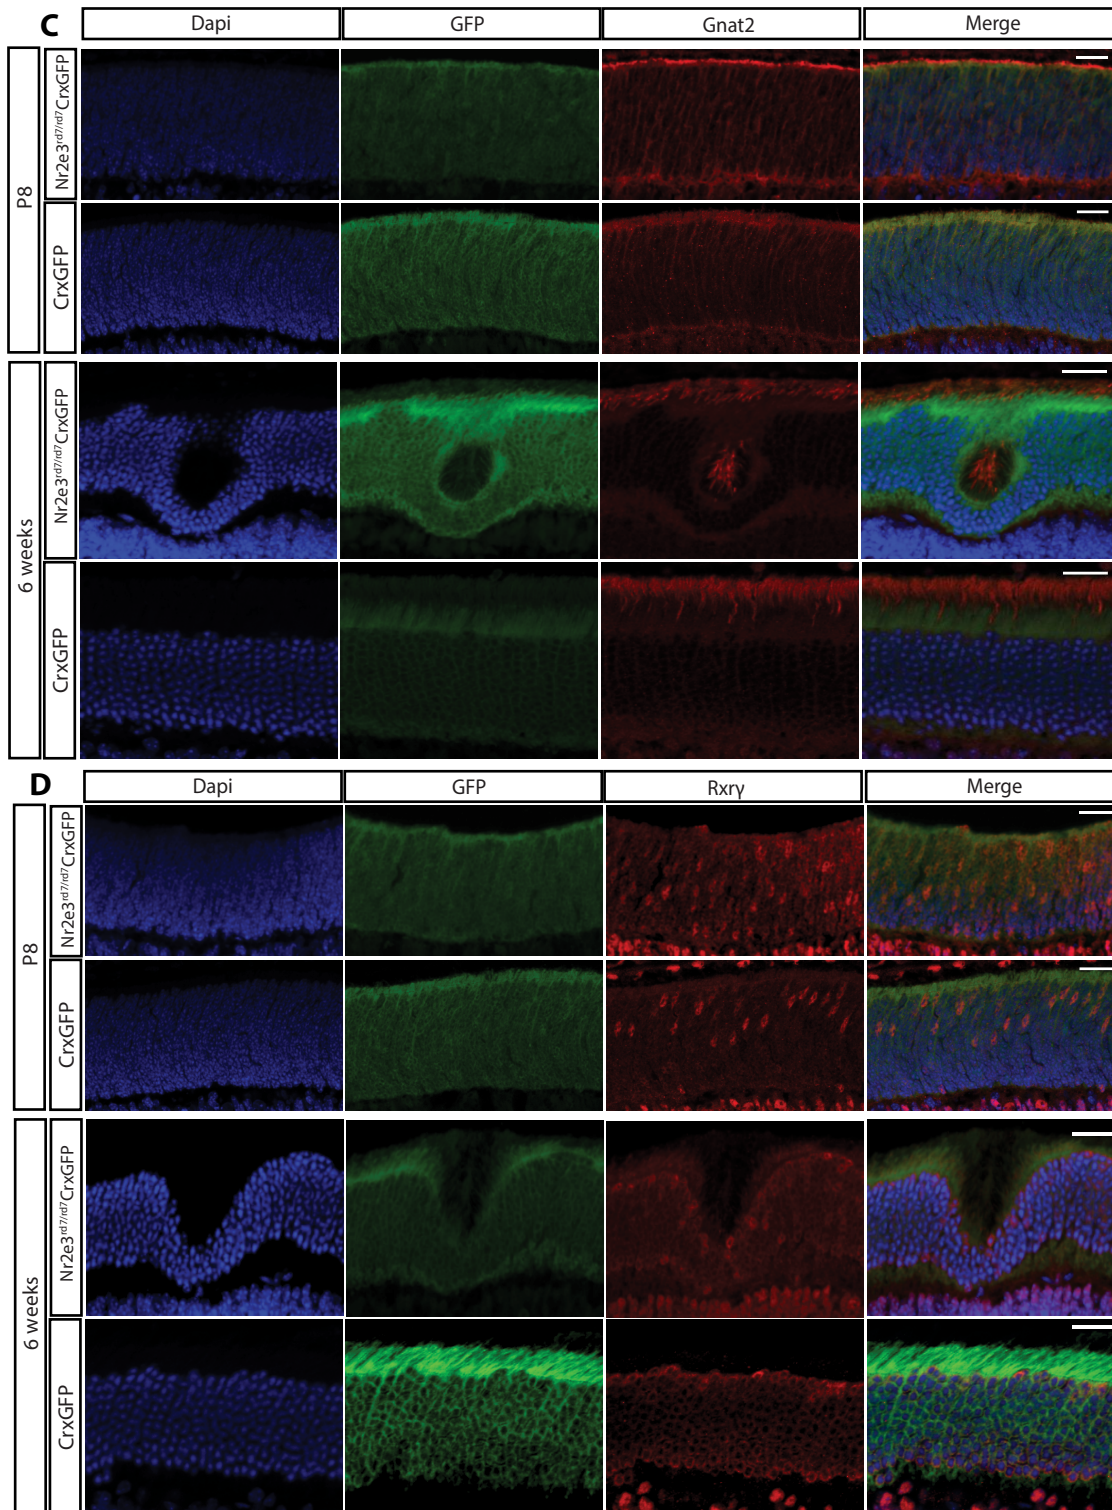 C
Dapi GFP Gnat2 Merge
P8
Nr2e3rd7/rd7CrxGFP
CrxGFP
6 weeks
Nr2e3rd7/rd7CrxGFP
CrxGFP
D
Dapi GFP Rxrγ Merge
P8
Nr2e3rd7/rd7CrxGFP
CrxGFP
6 weeks
Nr2e3rd7/rd7CrxGFP
CrxGFP